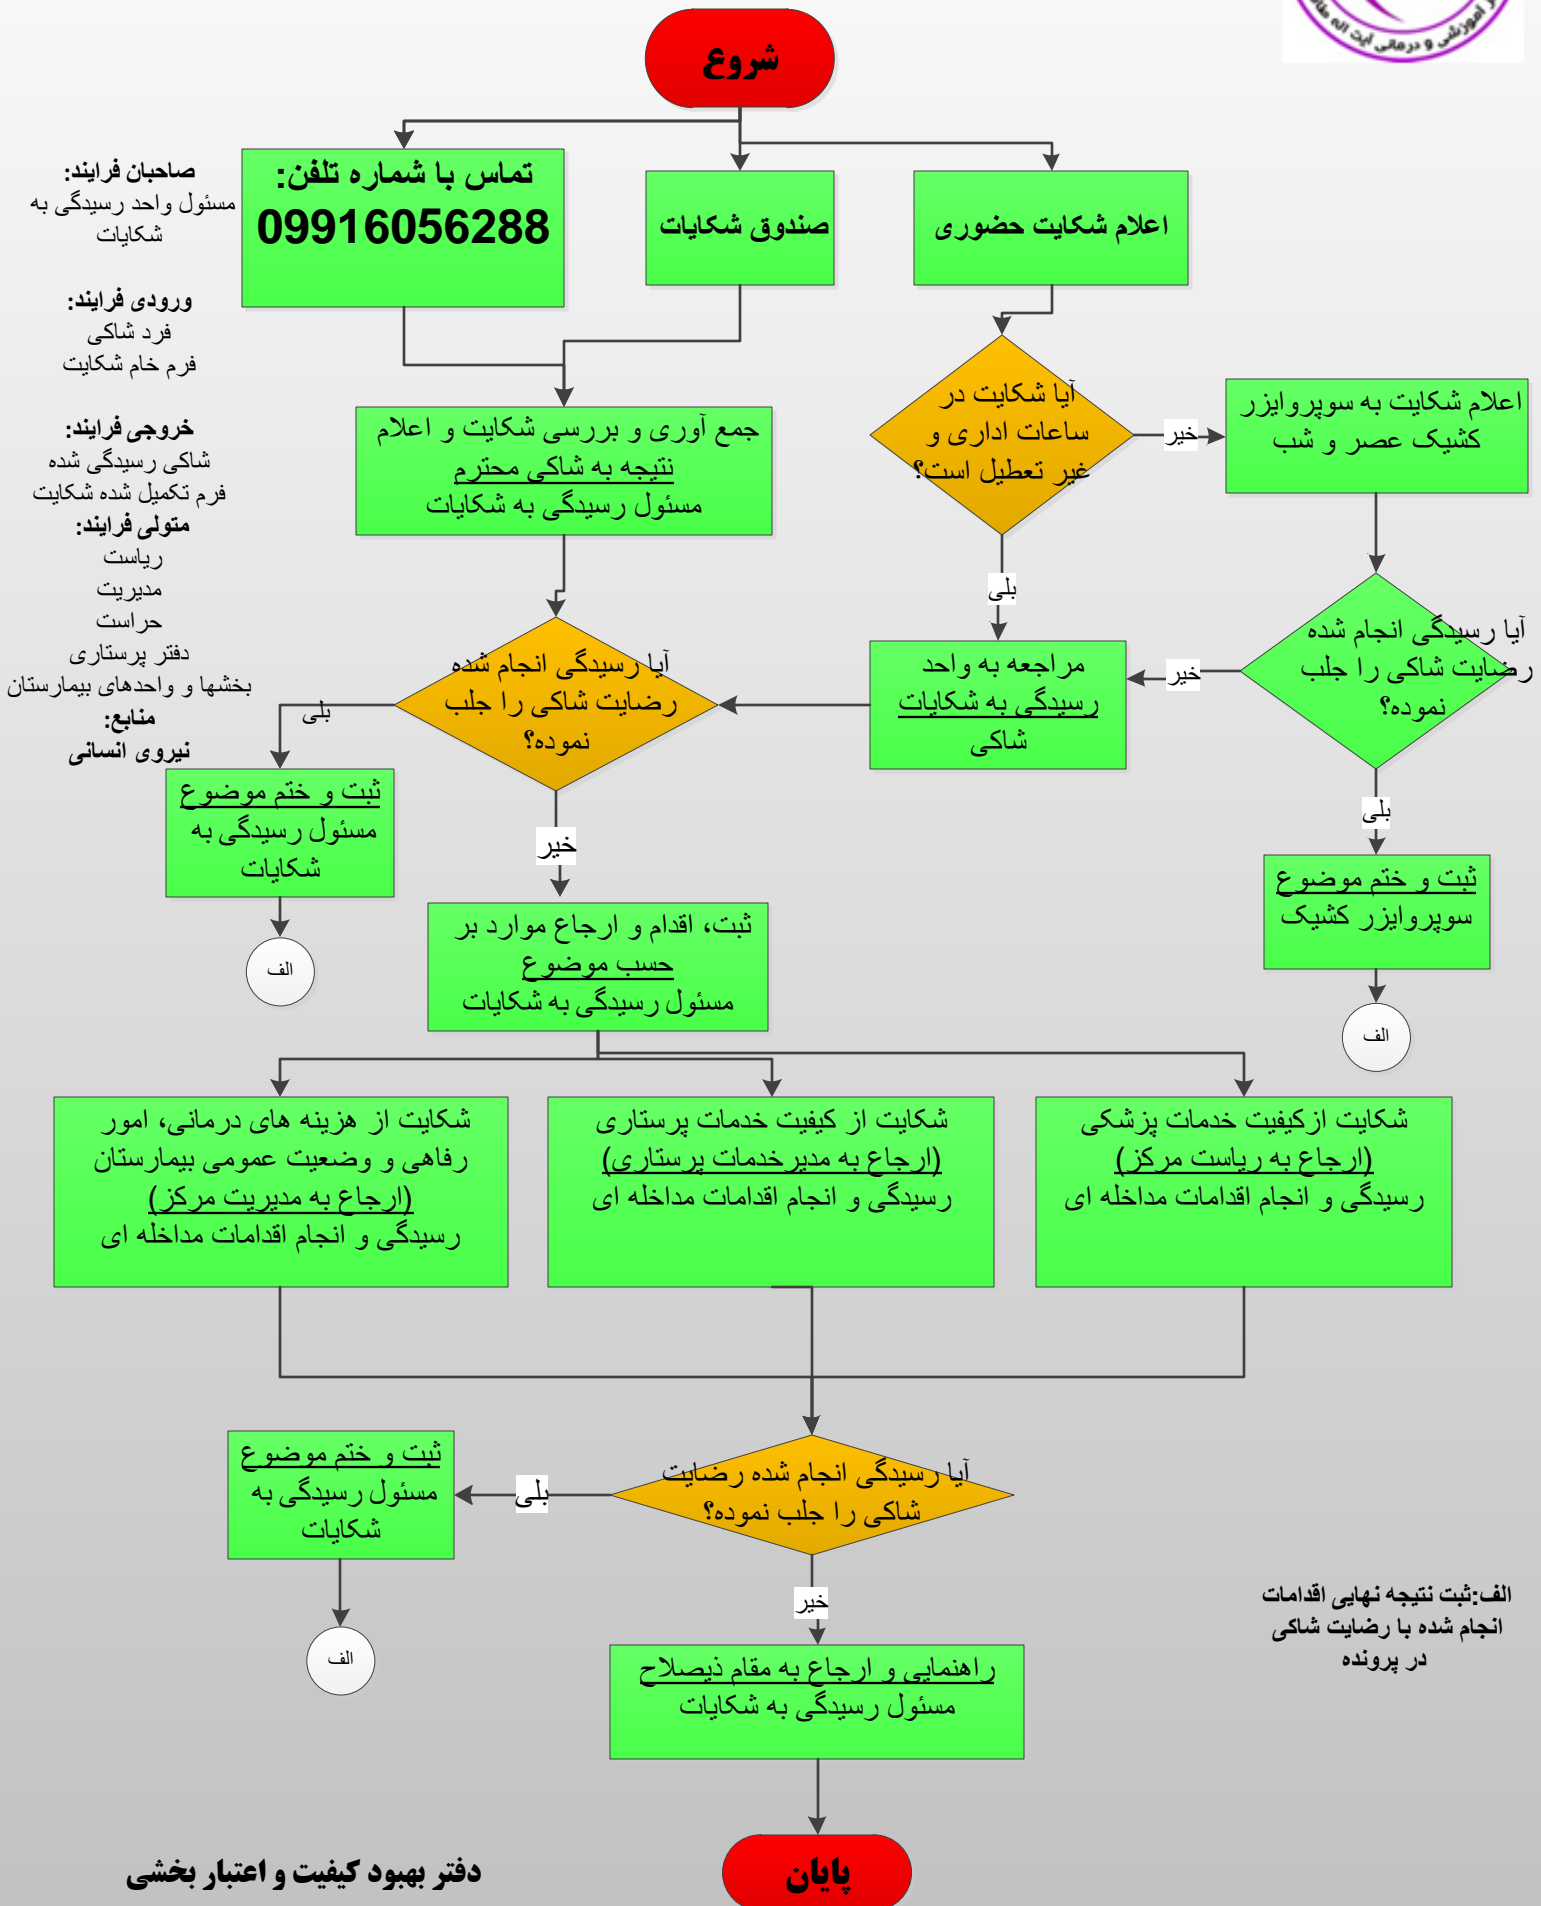 ر آموزشی و درمانی آیت اله
شروع
اعلام شکایت حضوری
صندوق شکایات
تماس با شماره تلفن:
09916056288
صاحبان فرایند:
مسئول واحد رسیدگی به
شکایات
ورودی فرایند:
فرد شاکی
فرم خام شکایت
خروجی فرایند:
شاکی رسیدگی شده
فرم تکمیل شده شکایت
متولی فرایند:
ریاست
مدیریت
حراست
دفتر پرستاری
بخشها و واحدهای بیمارستان
منابع:
نیروی انسانی
آیا شکایت در
ساعات اداری و
غیر تعطیل است؟
خیر
اعلام شکایت به سوپروایزر
کشیک عصر و شب
بلی
جمع آوری و بررسی شکایت و اعلام
نتیجه به شاکی محترم
مسئول رسیدگی به شکایات
آیا رسیدگی انجام شده
رضایت شاکی را جلب
نموده؟
خیر
مراجعه به واحد
رسیدگی به شکایات
شاکی
آیا رسیدگی انجام شده
رضایت شاکی را جلب
نموده؟
بلی
ثبت و ختم موضوع
مسئول رسیدگی به
شکایات
الف
بلی
ثبت و ختم موضوع
سوپروایزر کشیک
الف
خیر
ثبت، اقدام و ارجاع موارد بر
حسب موضوع
مسئول رسیدگی به شکایات
شکایت ازکیفیت خدمات پزشکی
(ارجاع به ریاست مرکز)
رسیدگی و انجام اقدامات مداخله ای
شکایت از کیفیت خدمات پرستاری
(ارجاع به مدیرخدمات پرستاری)
رسیدگی و انجام اقدامات مداخله ای
شکایت از هزینه های درمانی، امور
رفاهی و وضعیت عمومی بیمارستان
(ارجاع به مدیریت مرکز)
رسیدگی و انجام اقدامات مداخله ای
آیا رسیدگی انجام شده رضایت
شاکی را جلب نموده؟
بلی
ثبت و ختم موضوع
مسئول رسیدگی به
شکایات
الف
خیر
راهنمایی و ارجاع به مقام ذیصلاح
مسئول رسیدگی به شکایات
الف:ثبت نتیجه نهایی اقدامات
انجام شده با رضایت شاکی
در پرونده
پایان
دفتر بهبود کیفیت و اعتبار بخشی